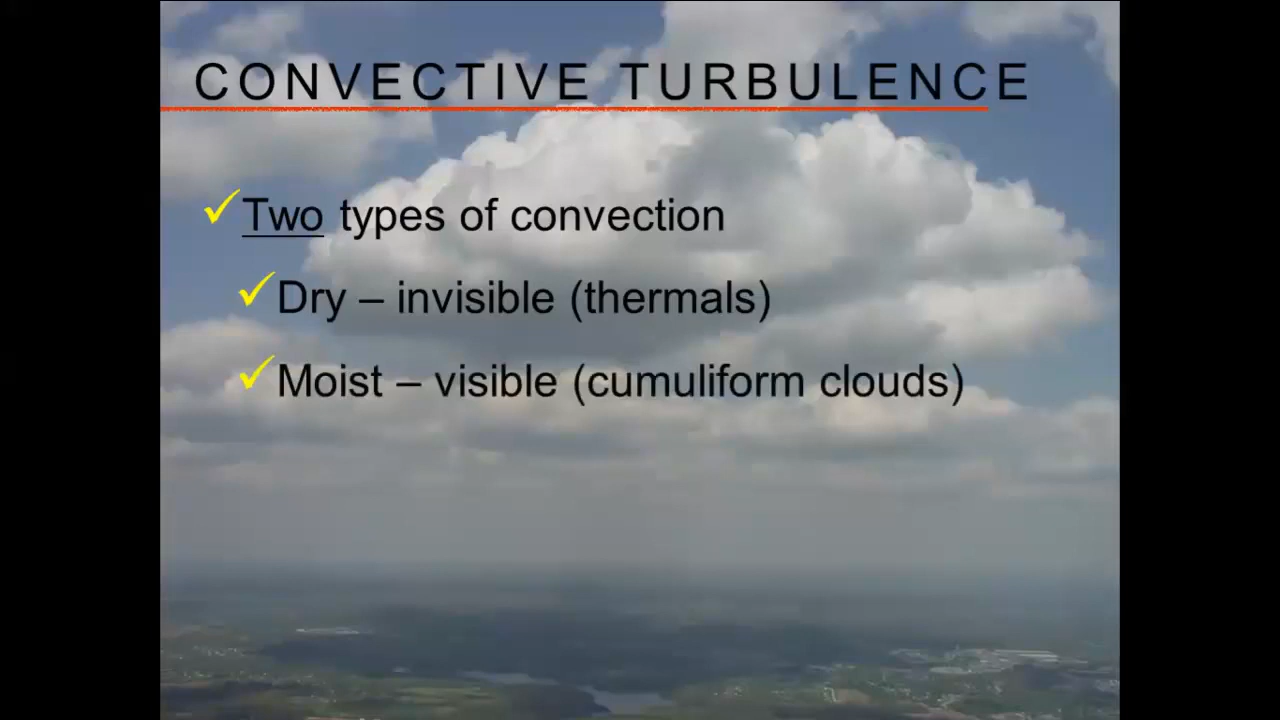 CONVECTIVE TURBULENCE
Two types of convection
Dry – invisible (thermals)
Moist – visible (cumuliform clouds)